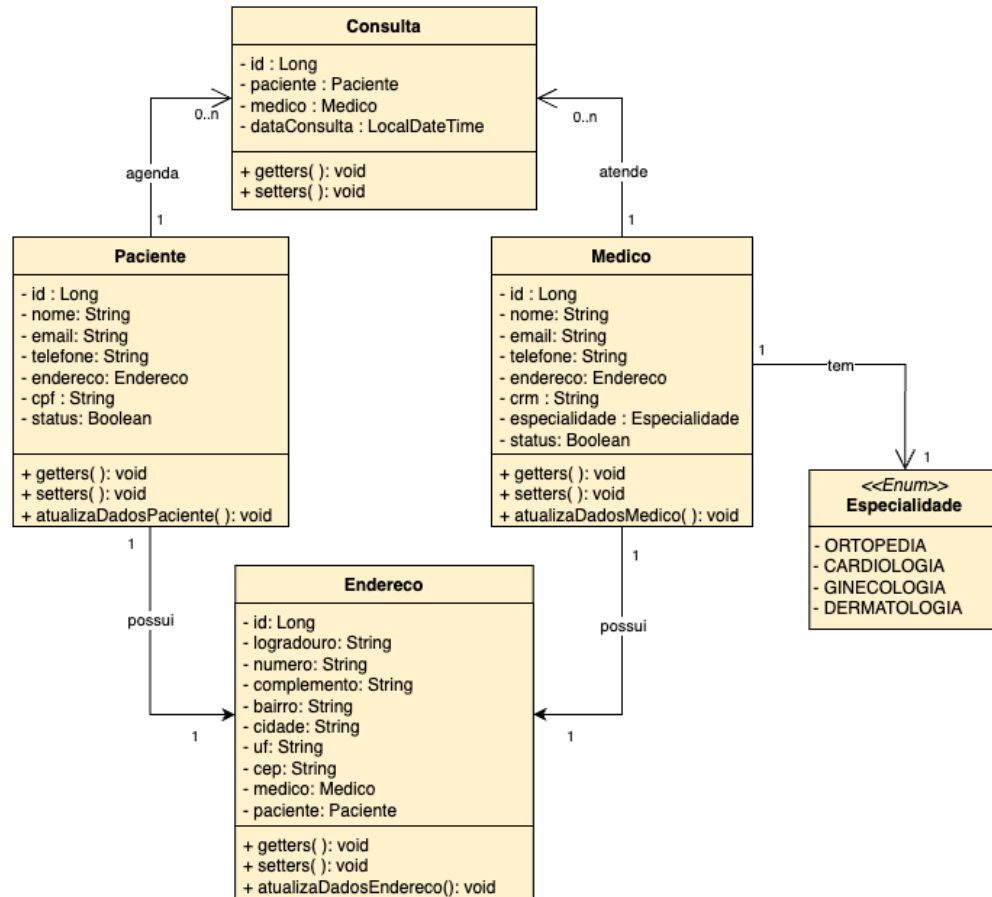 Consulta
- id : Long
- paciente : Paciente
- medico : Medico
- dataConsulta : LocalDateTime
+ getters( ): void
+ setters( ): void
0..n
0..n
agenda
atende
1
1
Paciente
- id : Long
- nome: String
- email: String
- telefone: String
- endereco: Endereco
- cpf : String
- status: Boolean
+ getters( ): void
+ setters( ): void
+ atualizaDadosPaciente( ): void
Medico
- id : Long
- nome: String
- email: String
- telefone: String
- endereco: Endereco
- crm : String
- especialidade : Especialidade
- status: Boolean
+ getters( ): void
+ setters( ): void
+ atualizaDadosMedico( ): void
1
tem
1
<<Enum>>
Especialidade
- ORTOPEDIA
- CARDIOLOGIA
- GINECOLOGIA
- DERMATOLOGIA
1
possui
1
1
possui
1
Endereco
- id: Long
- logradouro: String
- numero: String
- complemento: String
- bairro: String
- cidade: String
- uf: String
- cep: String
- medico: Medico
- paciente: Paciente
+ getters( ): void
+ setters( ): void
+ atualizaDadosEndereco(): void